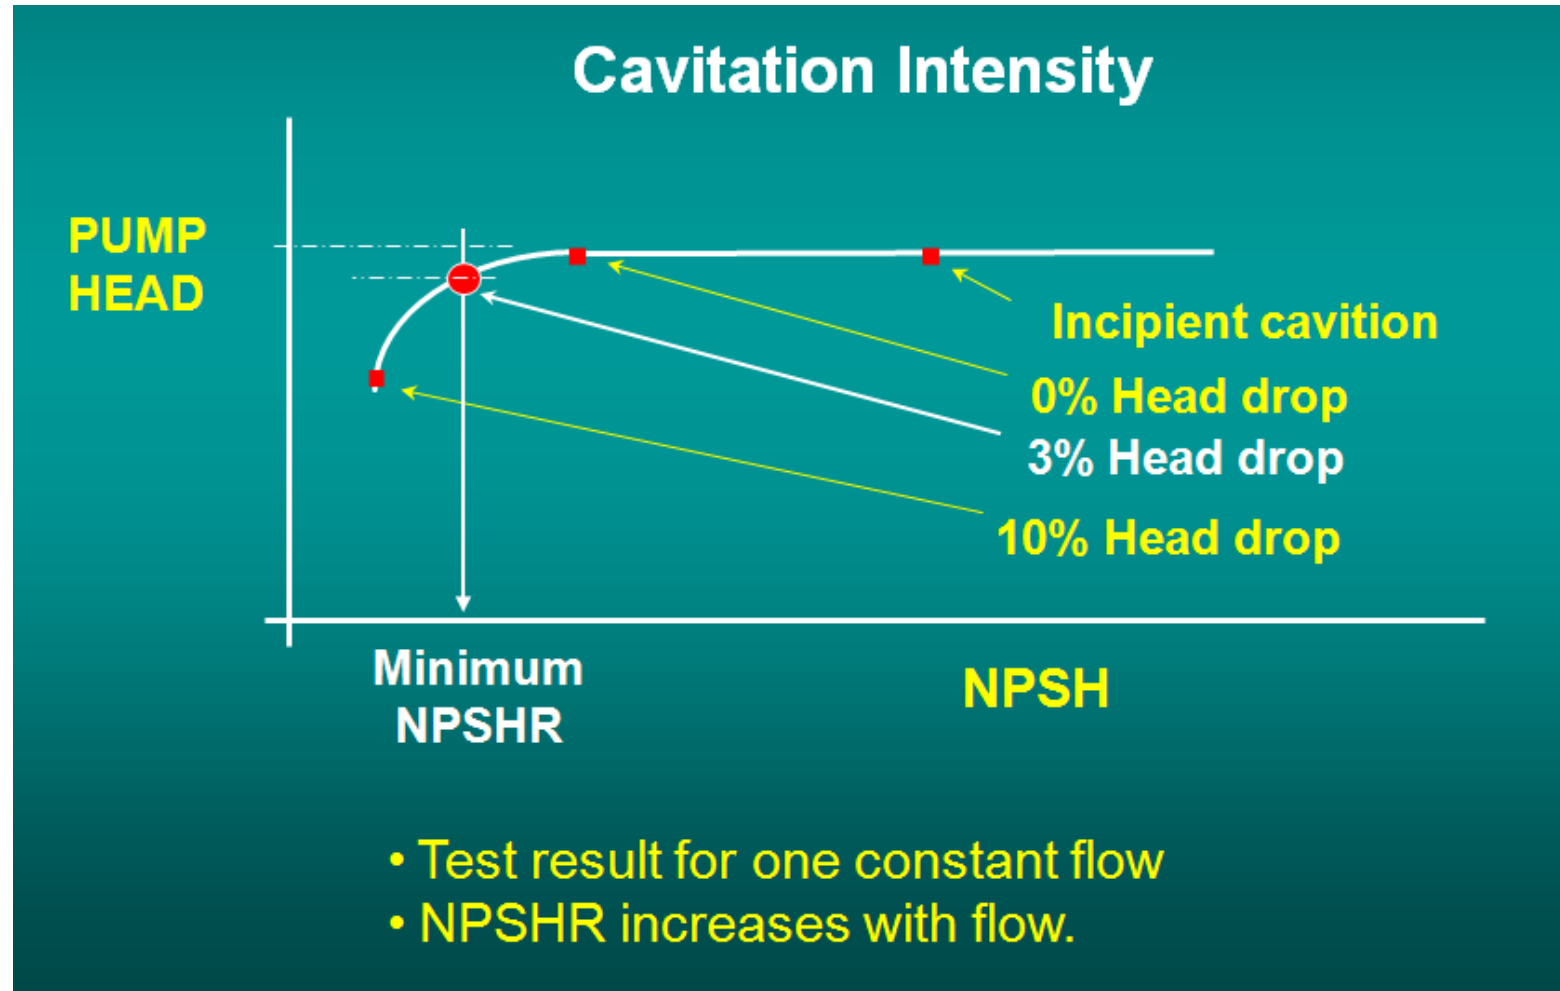 Cavitation Intensity
PUMP
HEAD
Incipient cavition
0% Head drop
3% Head drop
10% Head drop
Minimum
NPSHR
NPSH
• Test result for one constant flow
• NPSHR increases with flow.